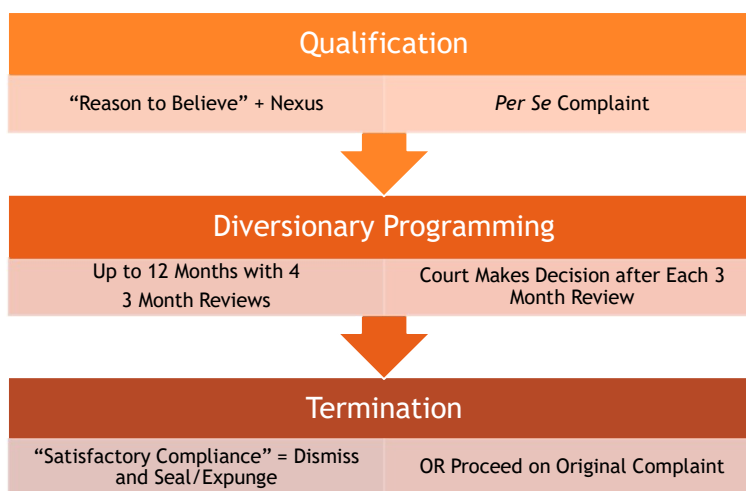 Qualification
“Reason to Believe” + Nexus
Per Se Complaint
Diversionary Programming
Up to 12 Months with 4
3 Month Reviews
Court Makes Decision after Each 3
Month Review
Termination
“Satisfactory Compliance” = Dismiss
and Seal/Expunge
OR Proceed on Original Complaint